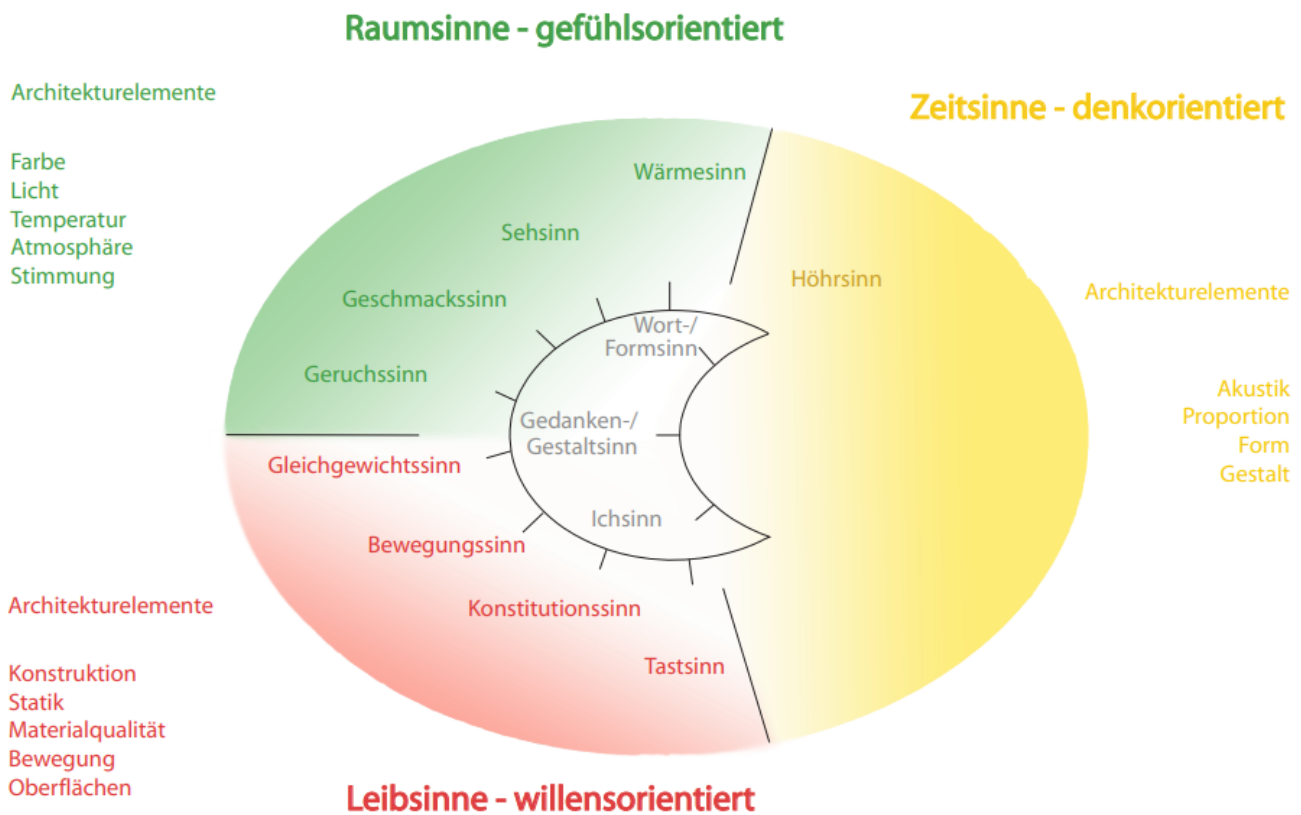 Raumsinne - gefühlsorientiert
Architekturelemente
Farbe
Licht
Temperatur
Atmosphäre
Stimmung
Zeitsinne - denkorientiert
Architekturelemente
Akustik
Proportion
Form
Gestalt
Wärmesinn
Sehsinn
Geschmackssinn
Geruchssinn
Höhrsinn
Wort-/
Formsinn
Gedanken-/
Gestaltsinn
Ichsinn
Gleichgewichtssinn
Bewegungssinn
Konstitutionssinn
Tastsinn
Architekturelemente
Konstruktion
Statik
Materialqualität
Bewegung
Oberflächen
Leibsinne - willensorientiert